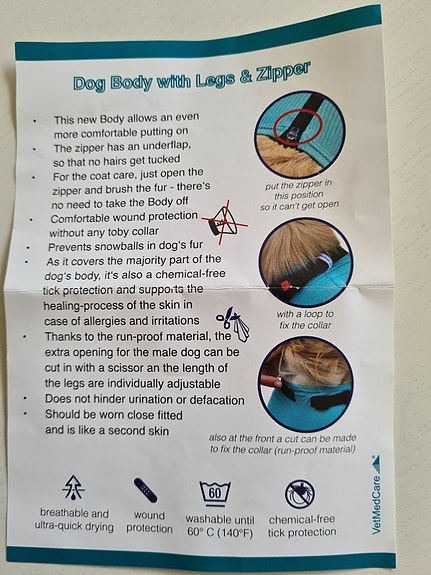 Dog Body with Legs & Zipper
• This new Body allows an even
more comfortable putting on
• The zipper has an underflap,
so that no hairs get tucked
• For the coat care, just open the
zipper and brush the fur - there's
no need to take the Body off
• Comfortable wound protection
without any toby collar
• Prevents snowballs in dog's fur
• As it covers the majority part of the
dog's body, it's also a chemical-free
tick protection and supports the
healing-process of the skin in
case of allergies and irritations
• Thanks to the run-proof material, the
extra opening for the male dog can be
cut in with a scissor an the length of
the legs are individually adjustable
• Does not hinder urination or defacation
• Should be worn close fitted
and is like a second skin
put the zipper in
this position
so it can't get open
with a loop to
fix the collar
also at the front a cut can be made
to fix the collar (run-proof material)
breathable and
ultra-quick drying
wound
protection
60
washable until
60° C (140°F)
chemical-free
tick protection
VetMedCare